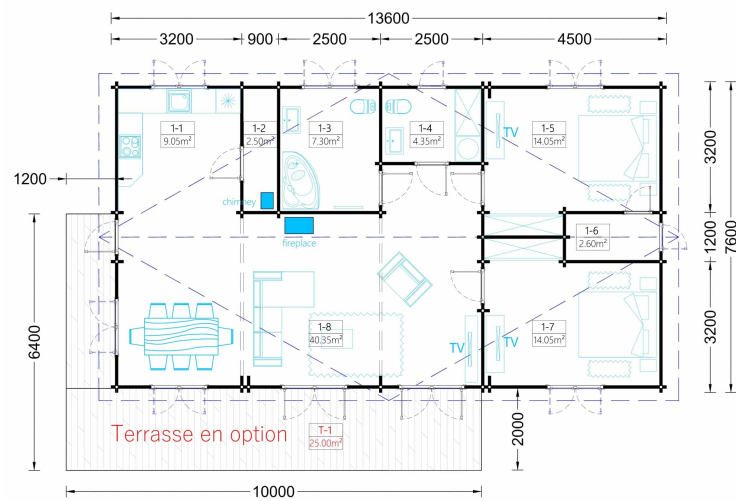 13600
3200 900 2500 2500 4500
1-1
9.05m²
1-2
2.50m²
1-3
7.30m²
1-4
4.35m²
TV
1-5
14.05m²
3200
1200
chimney
fireplace
1-6
2.60m²
1200
7600
6400
1-8
40.35m²
TV
TV
1-7
14.05m²
3200
Terrasse en option
T-1
25.00m²
2000
10000